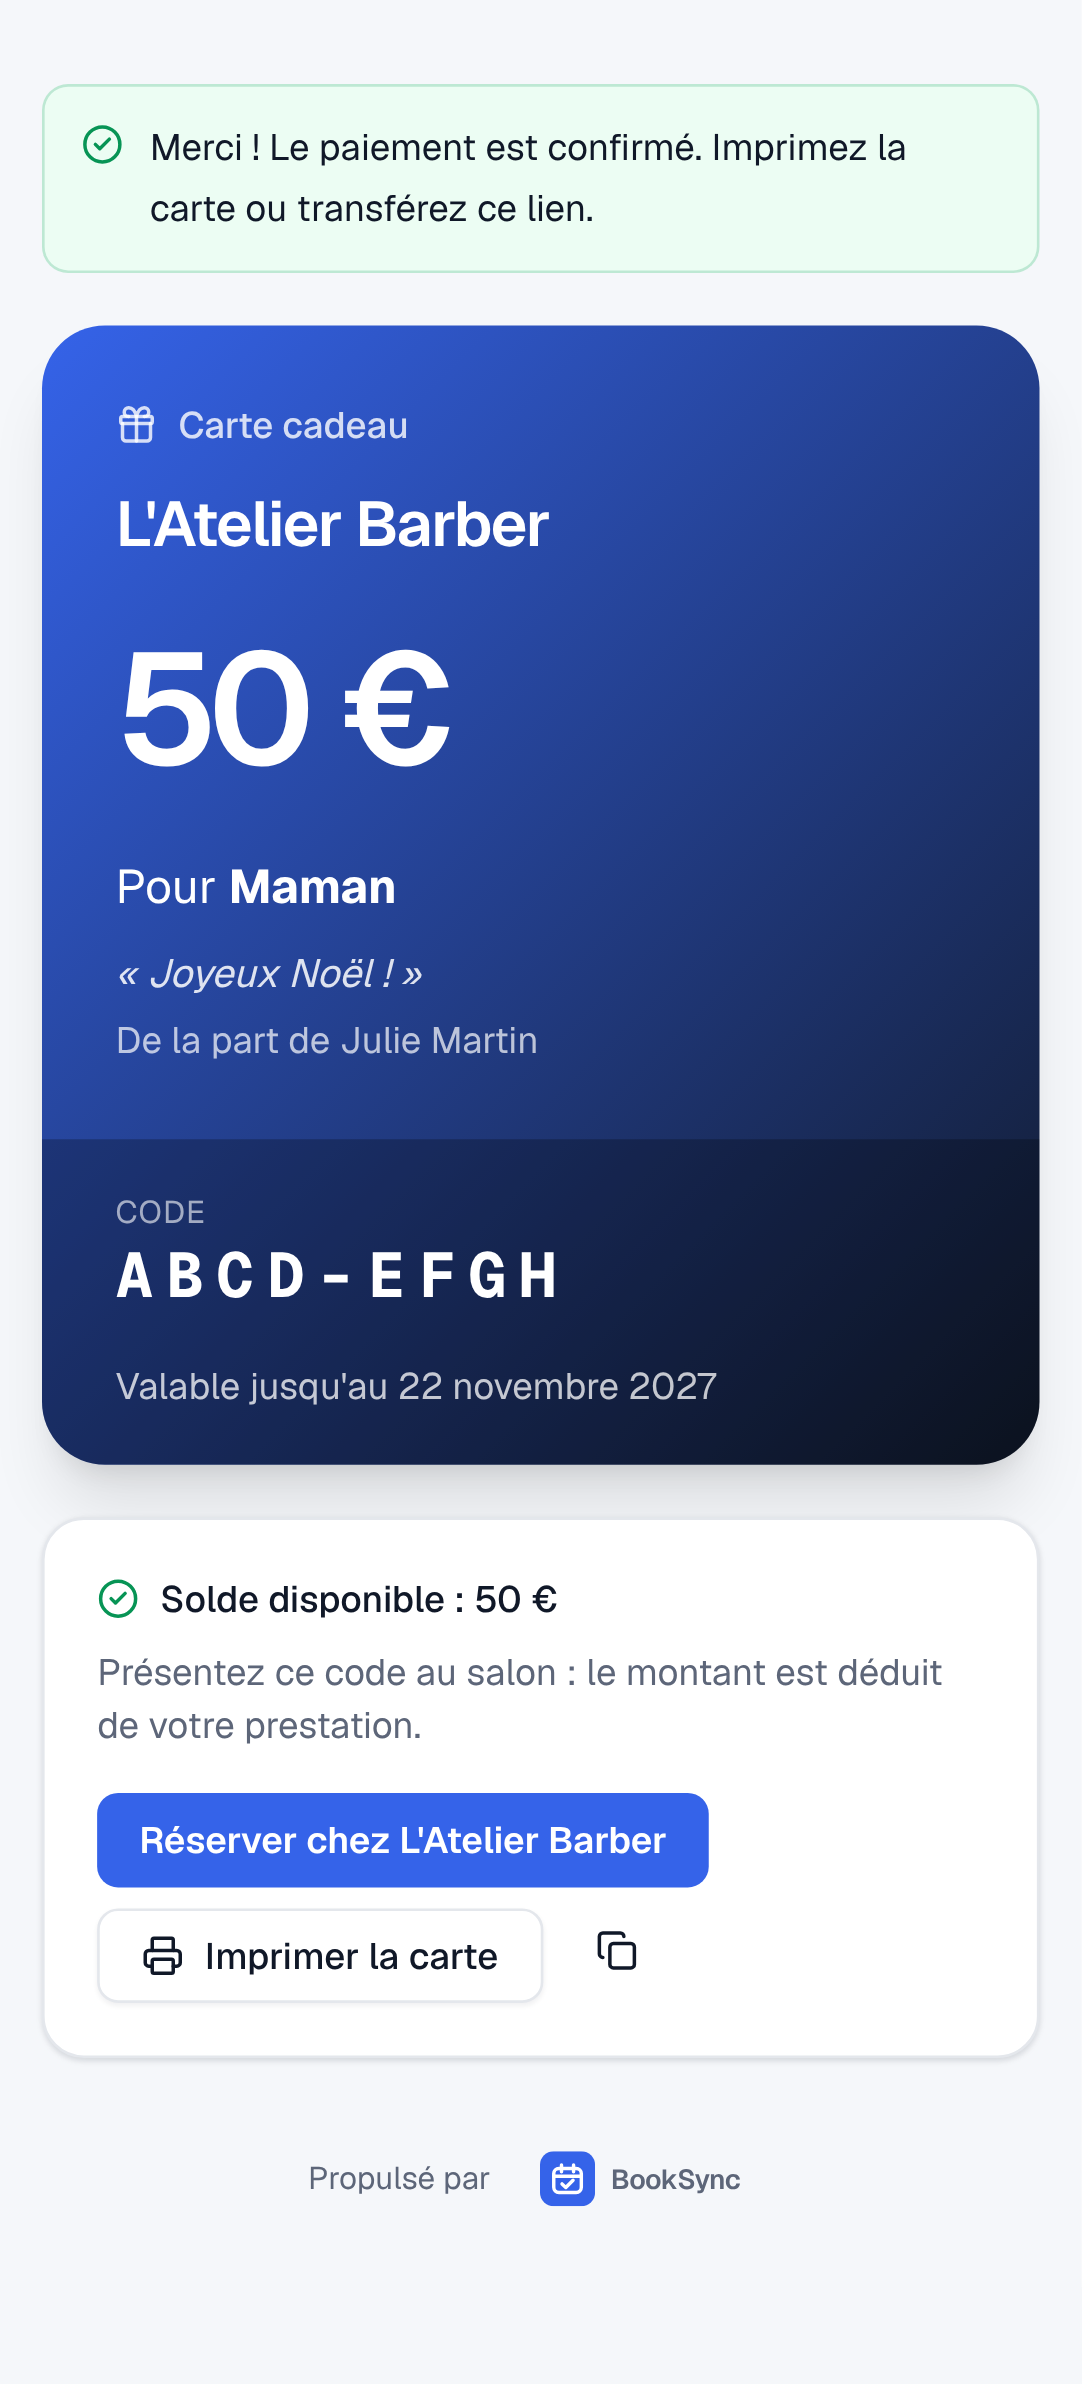 Merci ! Le paiement est confirmé. Imprimez la
carte ou transférez ce lien.
Carte cadeau
L'Atelier Barber
50 €
Pour Maman
« Joyeux Noël ! »
De la part de Julie Martin
CODE
ABCD-EFGH
Valable jusqu'au 22 novembre 2027
Solde disponible : 50 €
Présentez ce code au salon : le montant est déduit
de votre prestation.
Réserver chez L'Atelier Barber
Imprimer la carte
Propulsé par BookSync